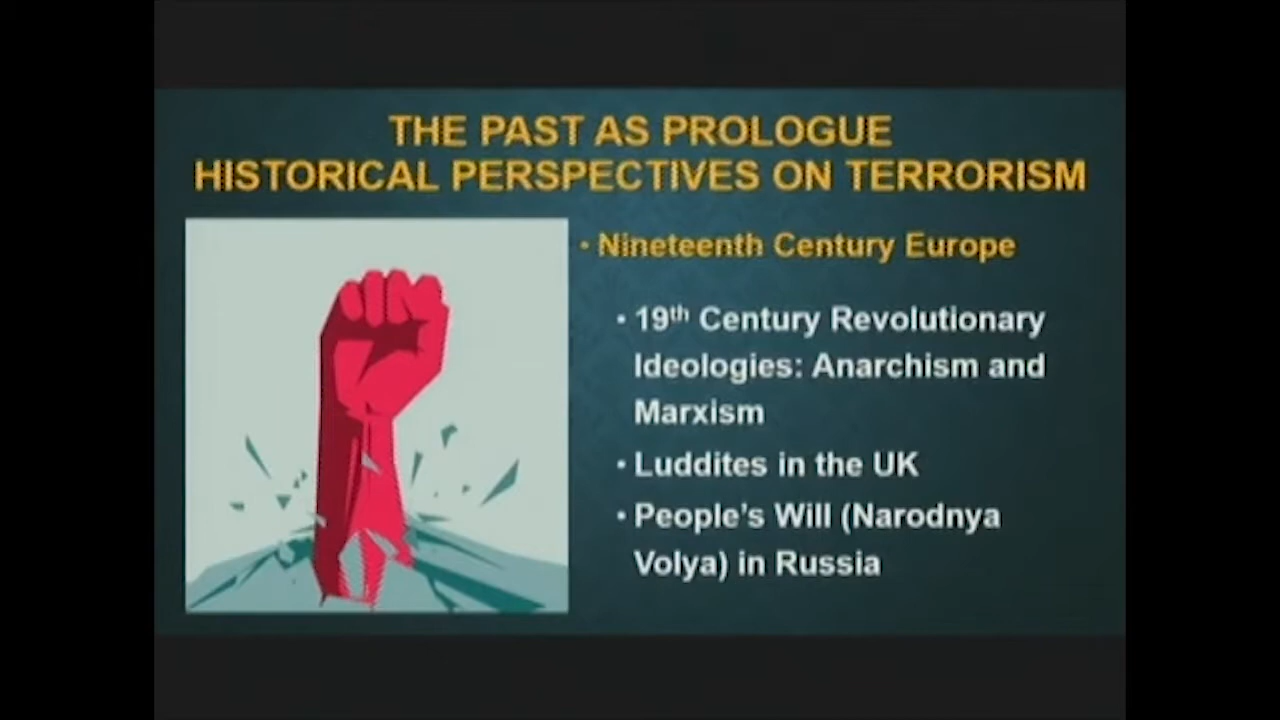 THE PAST AS PROLOGUE
HISTORICAL PERSPECTIVES ON TERRORISM
• Nineteenth Century Europe
• 19th Century Revolutionary
Ideologies: Anarchism and
Marxism
• Luddites in the UK
• People's Will (Narodnya
Volya) in Russia